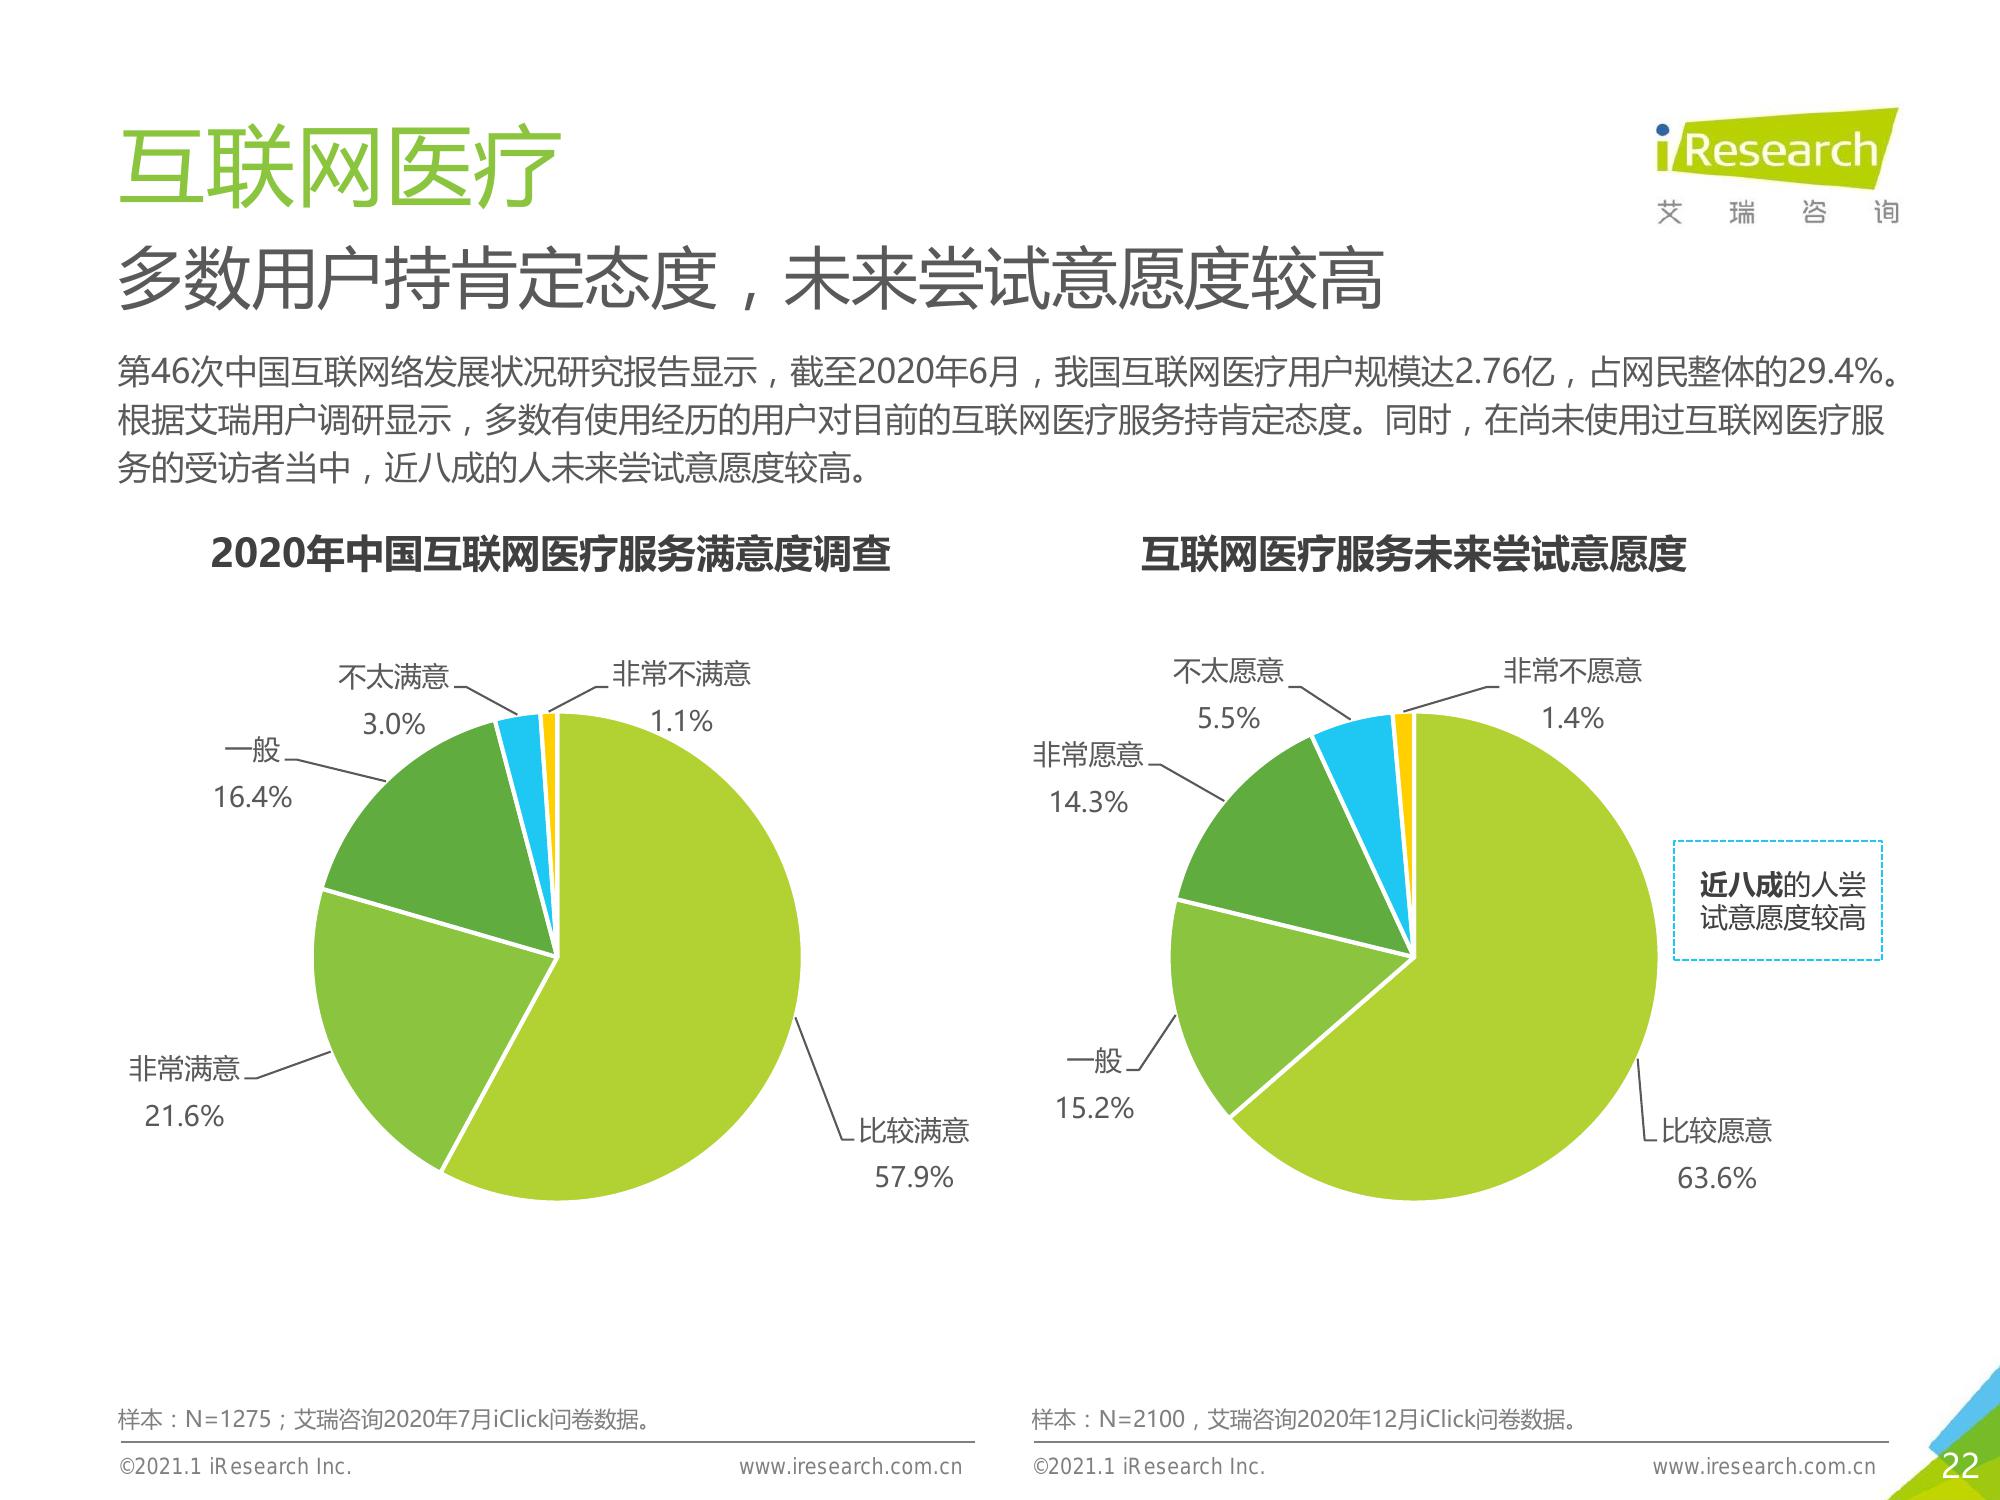 互联网医疗
iResearch
艾瑞咨询
多数用户持肯定态度，未来尝试意愿度较高
第46次中国互联网络发展状况研究报告显示，截至2020年6月，我国互联网医疗用户规模达2.76亿，占网民整体的29.4%。
根据艾瑞用户调研显示，多数有使用经历的用户对目前的互联网医疗服务持肯定态度。同时，在尚未使用过互联网医疗服
务的受访者当中，近八成的人未来尝试意愿度较高。
2020年中国互联网医疗服务满意度调查
不太满意
3.0%
非常不满意
1.1%
一般
16.4%
非常满意
21.6%
比较满意
57.9%
互联网医疗服务未来尝试意愿度
不太愿意
5.5%
非常不愿意
1.4%
非常愿意
14.3%
近八成的人尝
试意愿度较高
一般
15.2%
比较愿意
63.6%
样本：N=1275；艾瑞咨询2020年7月iClick问卷数据。
样本：N=2100，艾瑞咨询2020年12月iClick问卷数据。
©2021.1 iResearch Inc.
www.iresearch.com.cn
©2021.1 iResearch Inc.
www.iresearch.com.cn
22